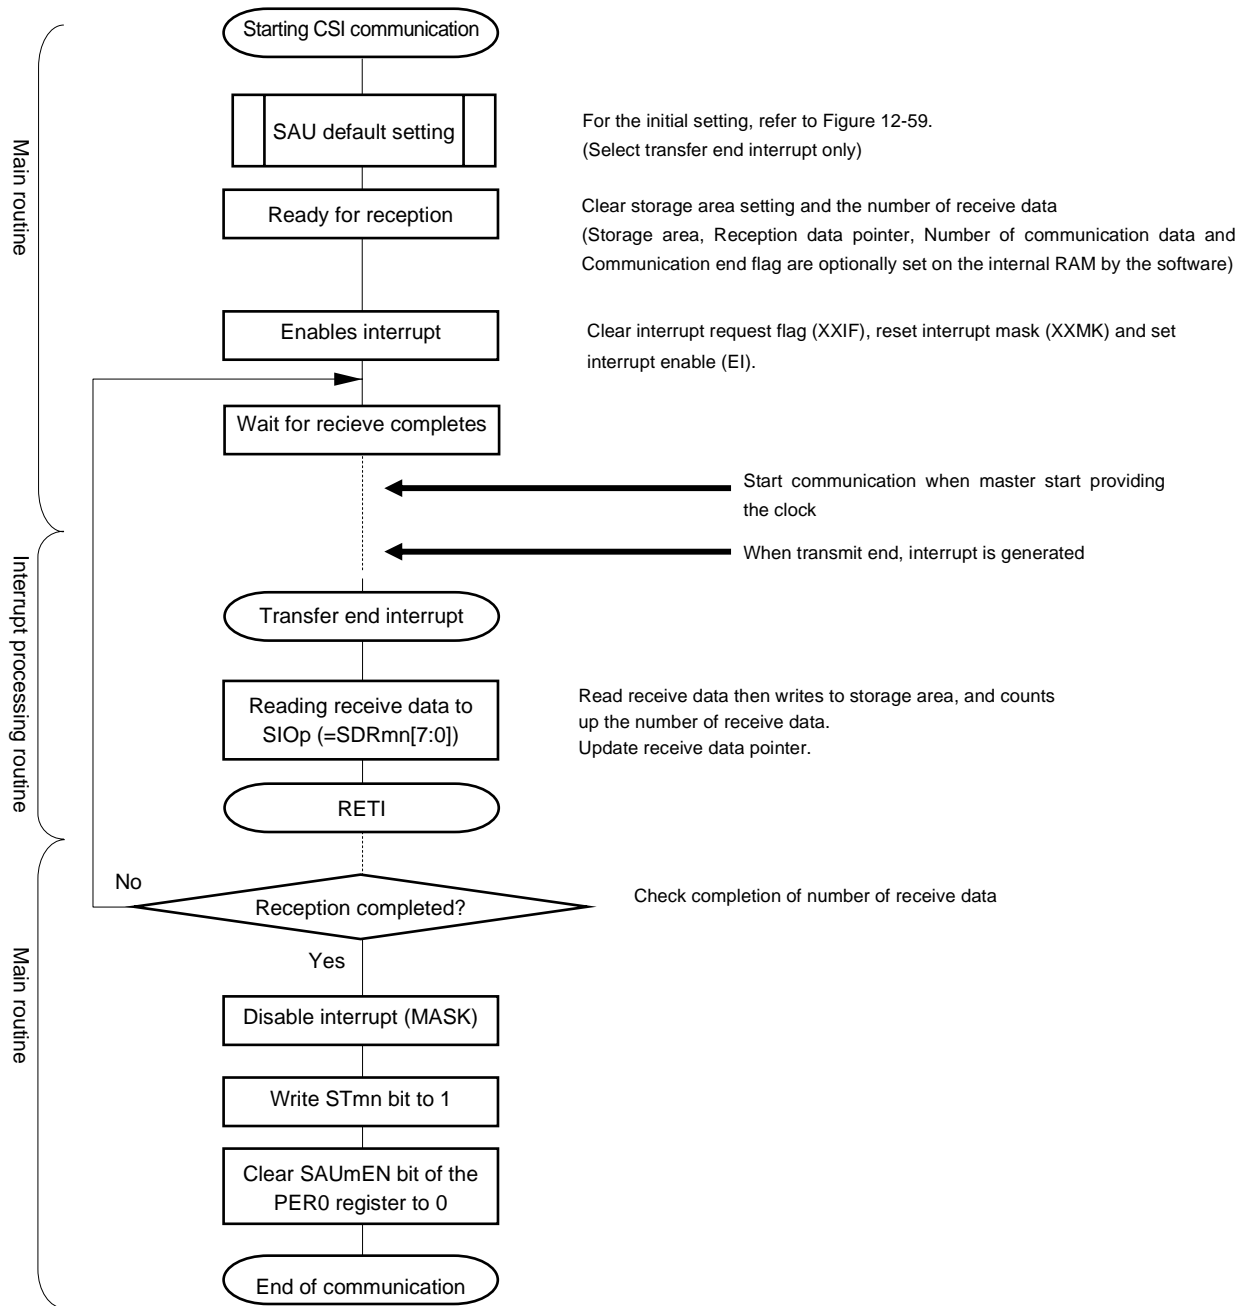 Starting CSI communication
Main routine
SAU default setting
For the initial setting, refer to Figure 12-59.
(Select transfer end interrupt only)
Ready for reception
Clear storage area setting and the number of receive data
(Storage area, Reception data pointer, Number of communication data and
Communication end flag are optionally set on the internal RAM by the software)
Enables interrupt
Clear interrupt request flag (XXIF), reset interrupt mask (XXMK) and set
interrupt enable (EI).
Wait for recieve completes
Start communication when master start providing
the clock
When transmit end, interrupt is generated
Interrupt processing routine
Transfer end interrupt
Reading receive data to
SIOp (=SDRmn[7:0])
Read receive data then writes to storage area, and counts
up the number of receive data.
Update receive data pointer.
RETI
No
Reception completed?
Check completion of number of receive data
Yes
Main routine
Disable interrupt (MASK)
Write STmn bit to 1
Clear SAUmEN bit of the
PER0 register to 0
End of communication